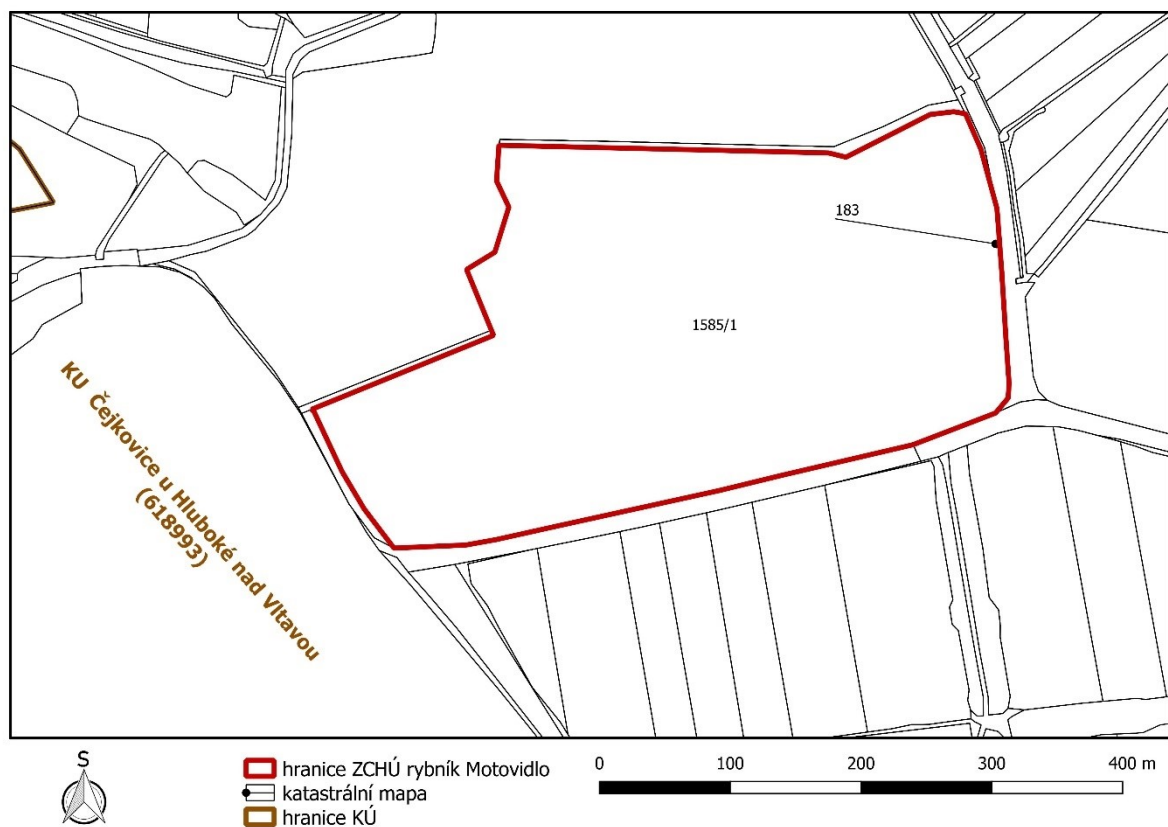 183
1585/1
KU Čejkovice u Hluboké nad Vltavou
(618993)
S
hranice ZCHÚ rybník Motovidlo
katastrální mapa
hranice KÚ
0 100 200 300 400 m